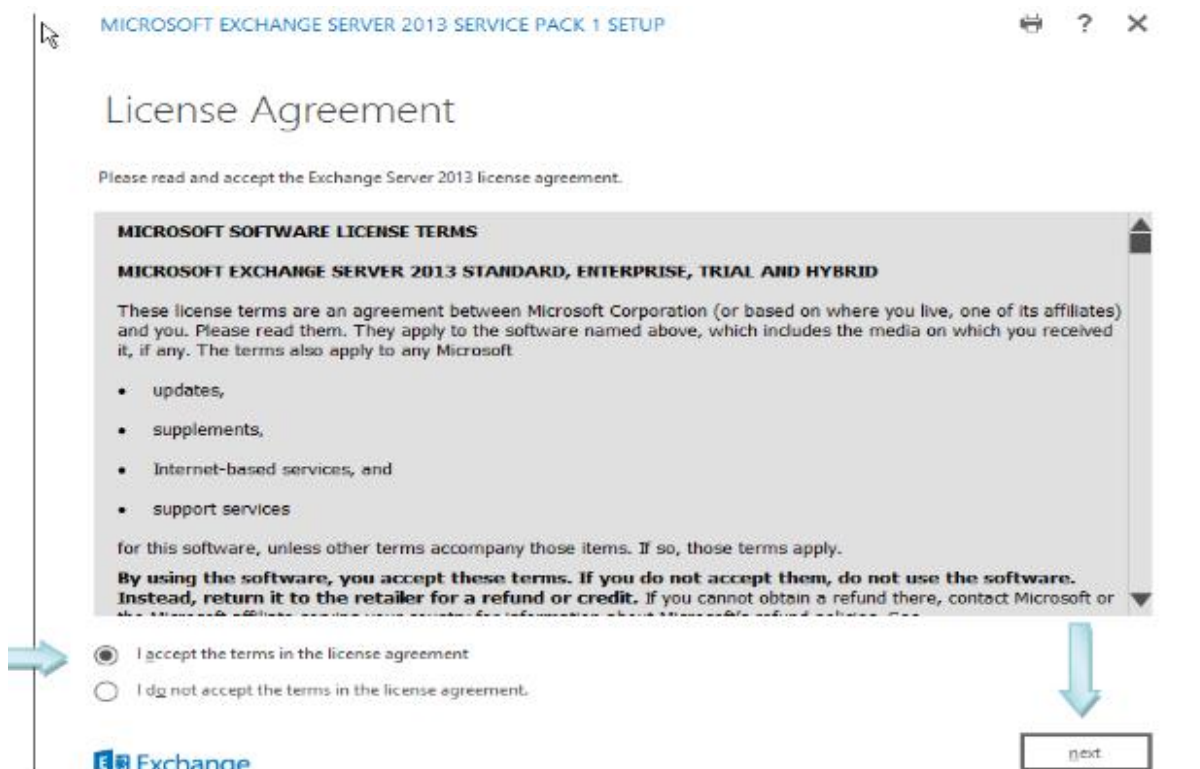 MICROSOFT EXCHANGE SERVER 2013 SERVICE PACK 1 SETUP
?
License Agreement
Please read and accept the Exchange Server 2013 license agreement.
MICROSOFT SOFTWARE LICENSE TERMS
MICROSOFT EXCHANGE SERVER 2013 STANDARD, ENTERPRISE, TRIAL AND HYBRID
These license terms are an agreement between Microsoft Corporation (or based on where you live, one of its affiliates)
and you. Please read them. They apply to the software named above, which includes the media on which you received
it, if any. The terms also apply to any Microsoft
• updates,
• supplements,
• Internet-based services, and
• support services
for this software, unless other terms accompany those items. If so, those terms apply.
By using the software, you accept these terms. If you do not accept them, do not use the software.
Instead, return it to the retailer for a refund or credit. If you cannot obtain a refund there, contact Microsoft or
I accept the terms in the license agreement
I do not accept the terms in the license agreement.
Exchange
next